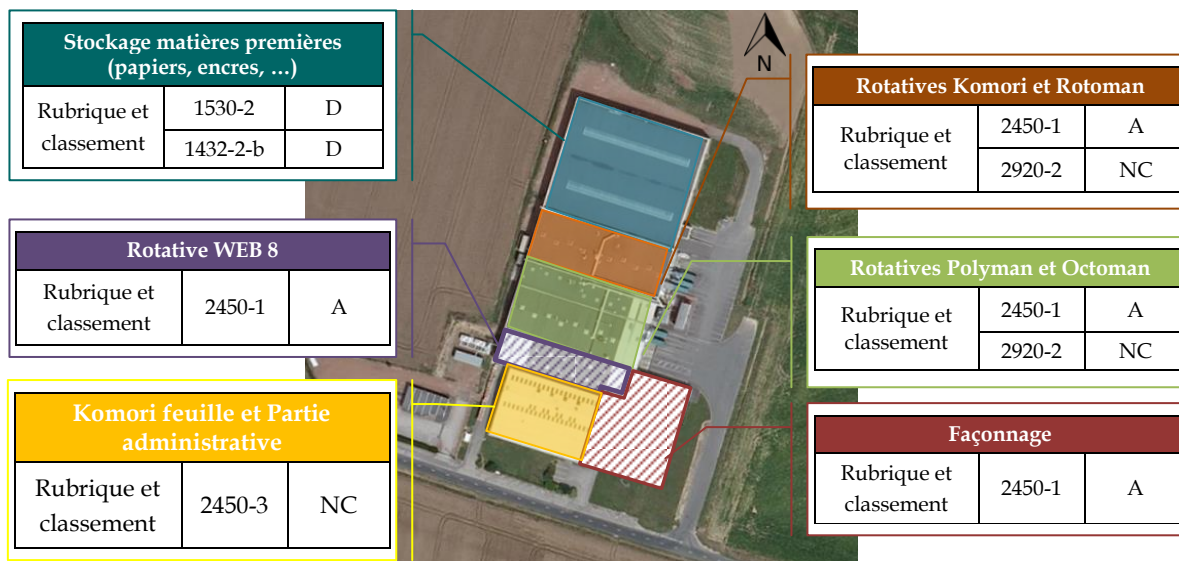 Stockage matières premières
(papiers, encres, …)
Rubrique et
classement
1530-2
D
1432-2-b
D
Rotative WEB 8
Rubrique et
classement
2450-1
A
Komori feuille et Partie
administrative
Rubrique et
classement
2450-3
NC
N
Rotatives Komori et Rotoman
Rubrique et
classement
2450-1
A
2920-2
NC
Rotatives Polyman et Octoman
Rubrique et
classement
2450-1
A
2920-2
NC
Façonnage
Rubrique et
classement
2450-1
A